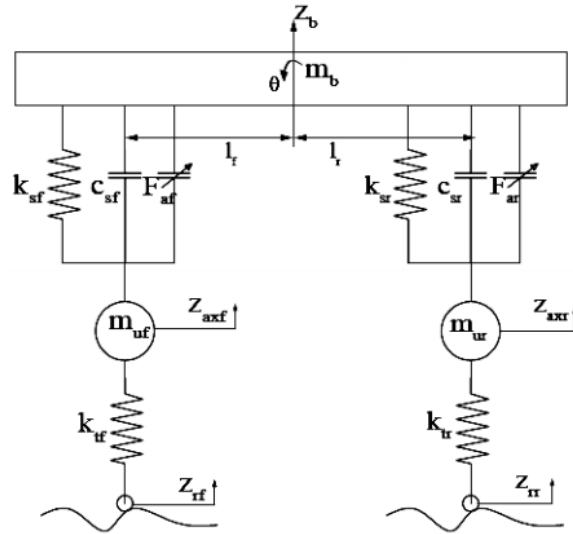 Z_b
θ m_b
l_f l_r
k_sf c_sf F_af k_sr c_sr F_ar
Z_axf Z_axr
m_uf m_ur
k_tf k_tr
Z_rf Z_rr